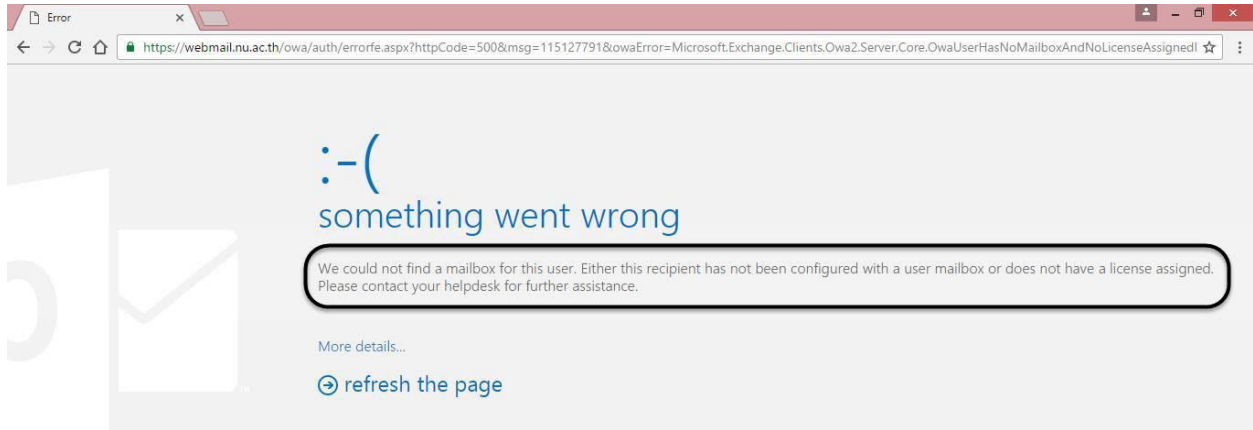 Error
https://webmail.nu.ac.th/owa/auth/errorfe.aspx?httpCode=500&msg=115127791&owaError=Microsoft.Exchange.Clients.Owa2.Server.Core.OwaUserHasNoMailboxAndNoLicenseAssignedI
:-(
something went wrong
We could not find a mailbox for this user. Either this recipient has not been configured with a user mailbox or does not have a license assigned.
Please contact your helpdesk for further assistance.
More details...
refresh the page